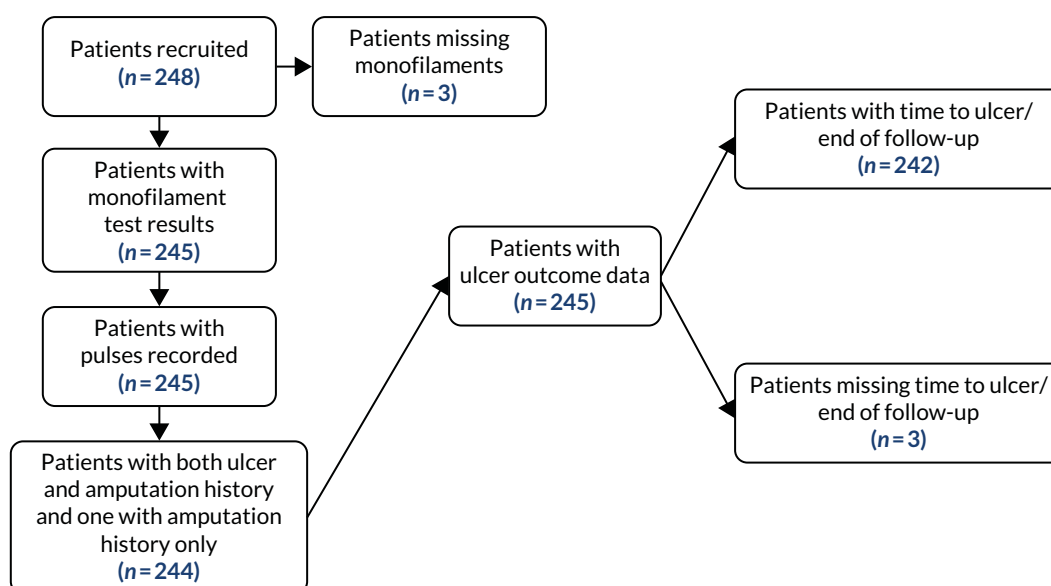 Patients recruited
(n = 248)
Patients missing
monofilaments
(n = 3)
Patients with
monofilament
test results
(n = 245)
Patients with
pulses recorded
(n = 245)
Patients with both ulcer
and amputation history
and one with amputation
history only
(n = 244)
Patients with
ulcer outcome data
(n = 245)
Patients with time to ulcer/
end of follow-up
(n = 242)
Patients missing time to ulcer/
end of follow-up
(n = 3)